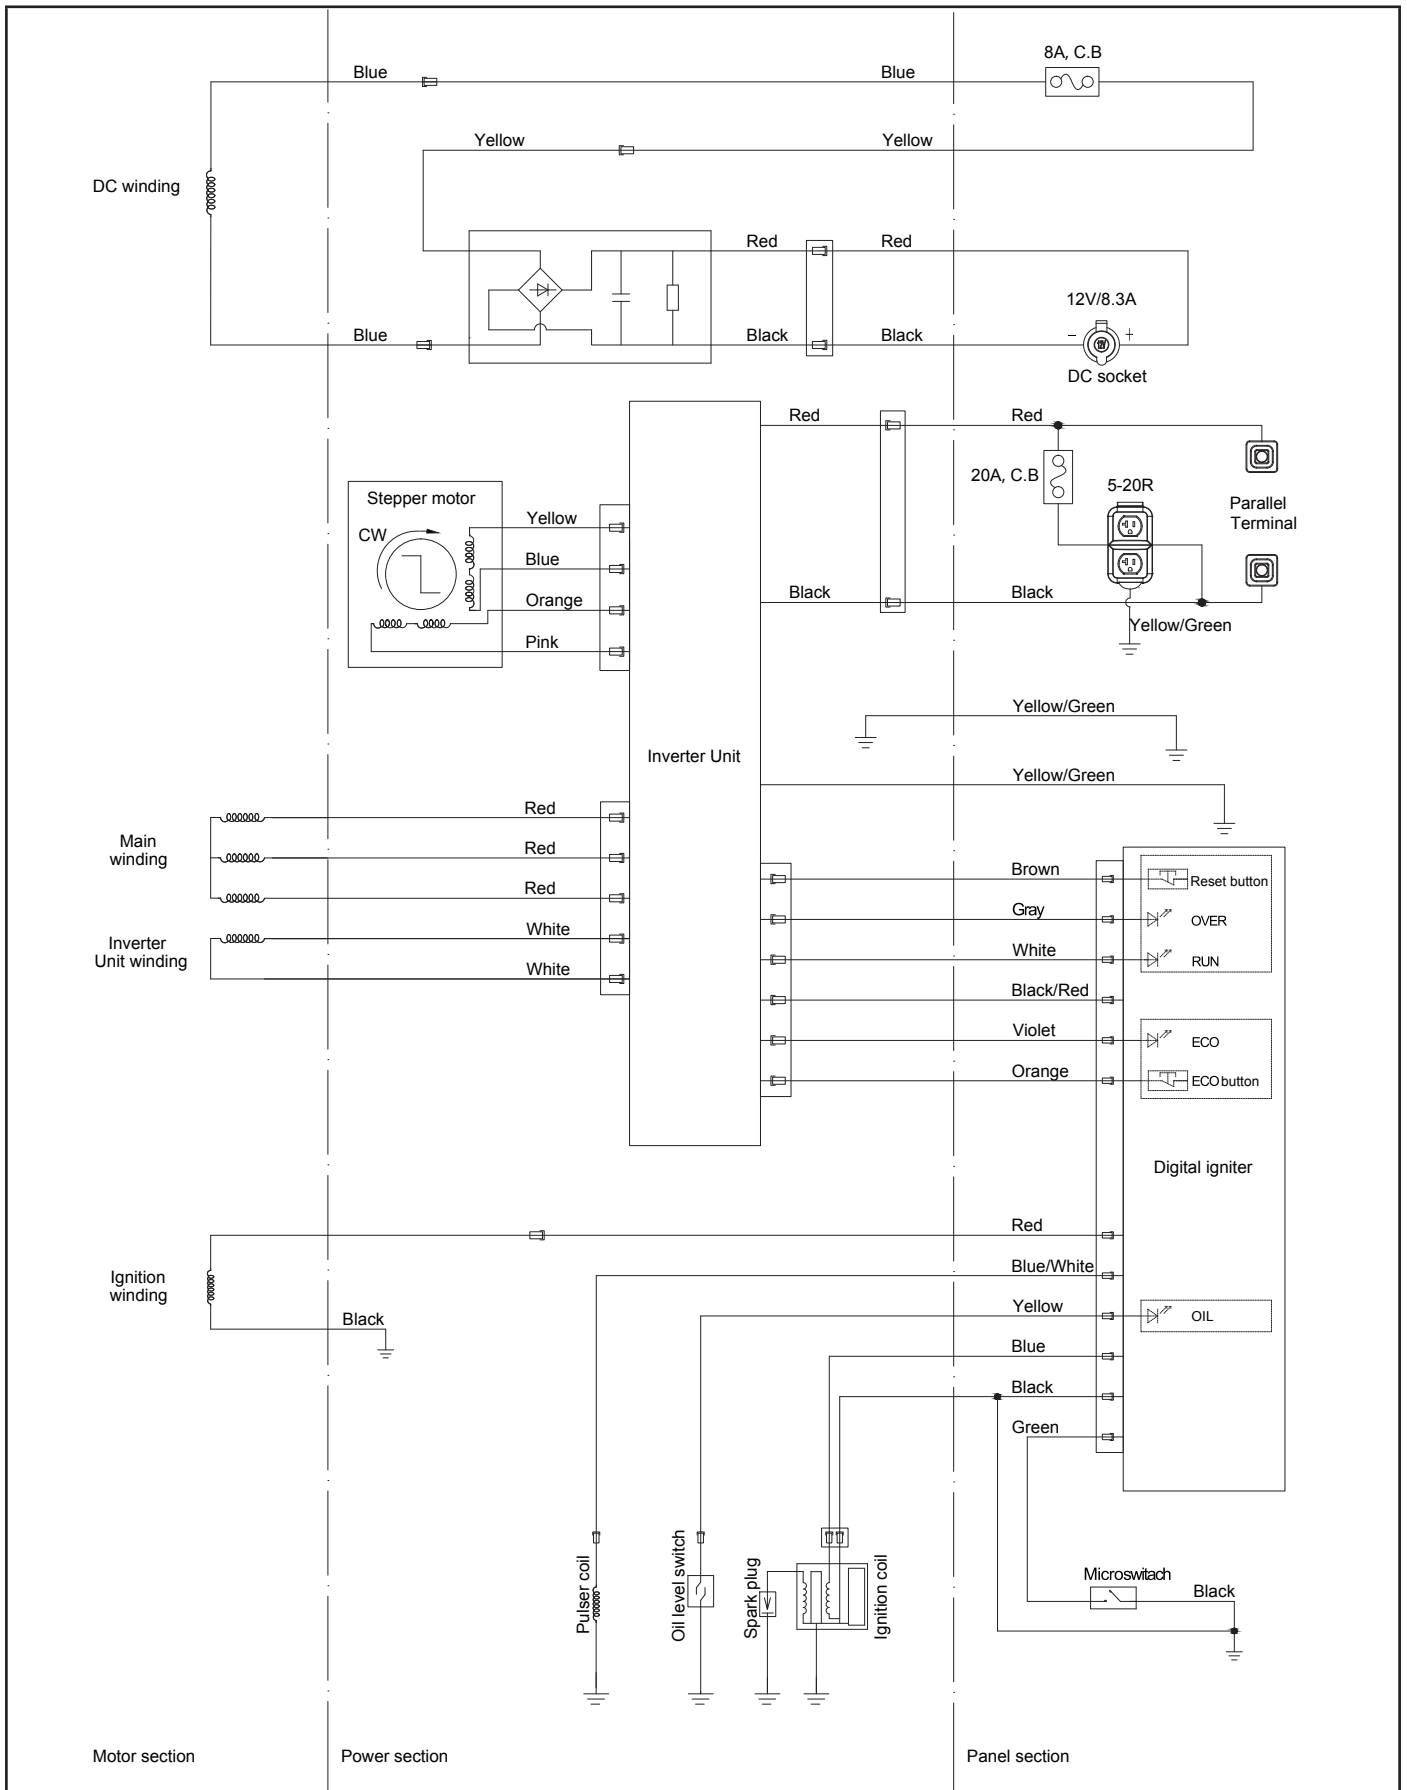 8A, C.B
Blue
Blue
Yellow
Yellow
DC winding
Red
Red
12V/8.3A
- +
Blue
Black
Black
DC socket
Red
Red
20A, C.B
5-20R
Parallel
Terminal
Stepper motor
CW
Yellow
Blue
Orange
Pink
Black
Black
Yellow/Green
Yellow/Green
Inverter Unit
Yellow/Green
Main
winding
Red
Red
Red
Inverter
Unit winding
White
White
Brown
Reset button
Gray
OVER
White
RUN
Black/Red
Violet
ECO
Orange
ECO button
Digital igniter
Red
Ignition
winding
Blue/White
Yellow
OIL
Black
Blue
Black
Green
Pulser coil
Oil level switch
Spark plug
Ignition coil
Microswitach
Black
Motor section
Power section
Panel section